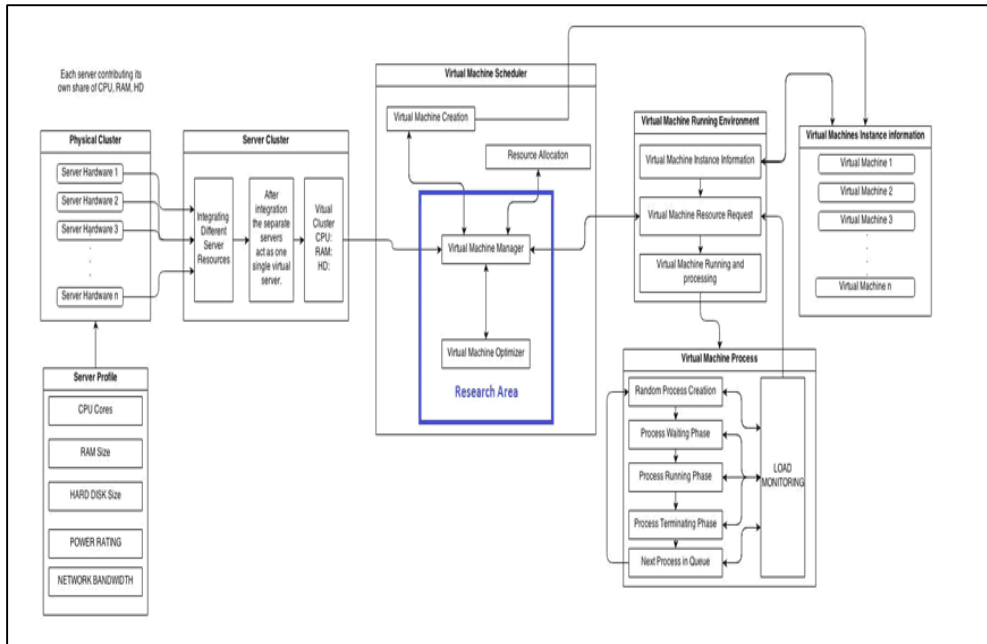 Each server contributing its
own share of CPU, RAM, HD
Physical Cluster
Server Hardware 1
Server Hardware 2
Server Hardware 3
.
.
.
Server Hardware n
Server Profile
CPU Cores
RAM Size
HARD DISK Size
POWER RATING
NETWORK BANDWIDTH
Server Cluster
Integrating
Different
Server
Resources
After
integration
the separate
servers
act as one
single virtual
server.
Vitual
Cluster
CPU:
RAM:
HD:
Virtual Machine Scheduler
Virtual Machine Creation
Resource Allocation
Virtual Machine Manager
Virtual Machine Optimizer
Research Area
Virtual Machine Running Environment
Virtual Machine Instance Information
Virtual Machine Resource Request
Virtual Machine Running and
processing
Virtual Machines Instance information
Virtual Machine 1
Virtual Machine 2
Virtual Machine 3
.
.
.
Virtual Machine n
Virtual Machine Process
Random Process Creation
Process Waiting Phase
Process Running Phase
Process Terminating Phase
Next Process in Queue
LOAD
MONITORING